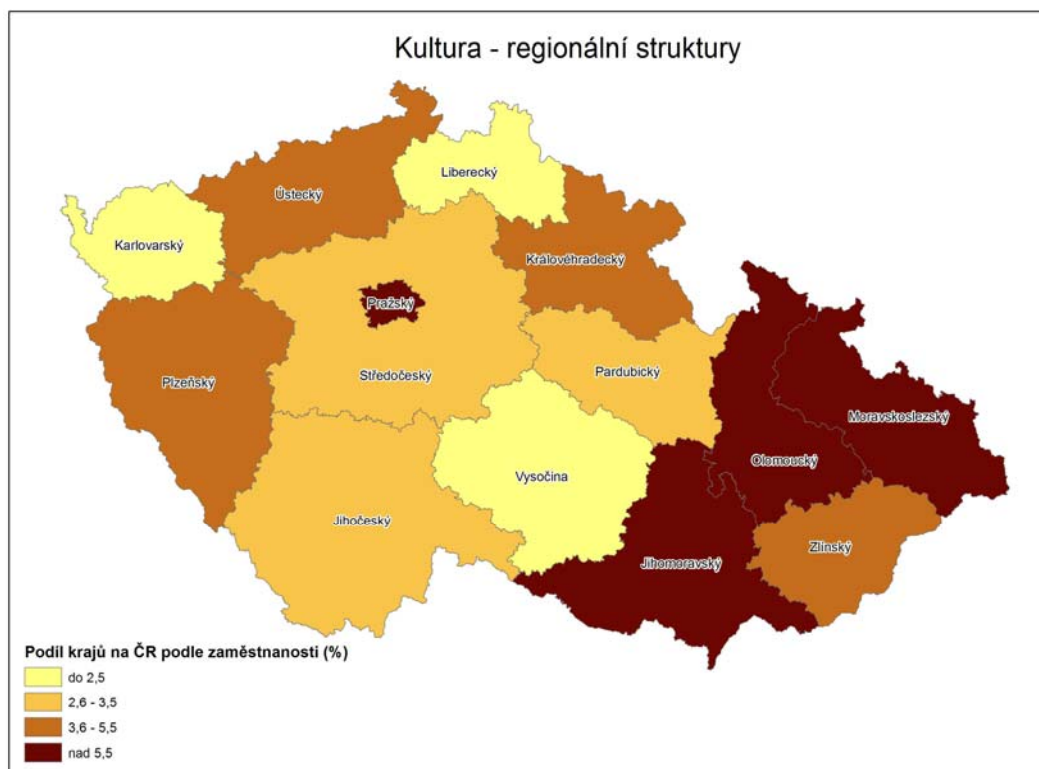 Kultura - regionální struktury
Liberecký
Ústecký
Karlovarský
Královéhradecký
Pražský
Plzeňský
Středočeský
Pardubický
Moravskoslezský
Olomoucký
Vysočina
Jihočeský
Zlínský
Jihomoravský
Podíl krajů na ČR podle zaměstnanosti (%)
do 2,5
2,6 - 3,5
3,6 - 5,5
nad 5,5